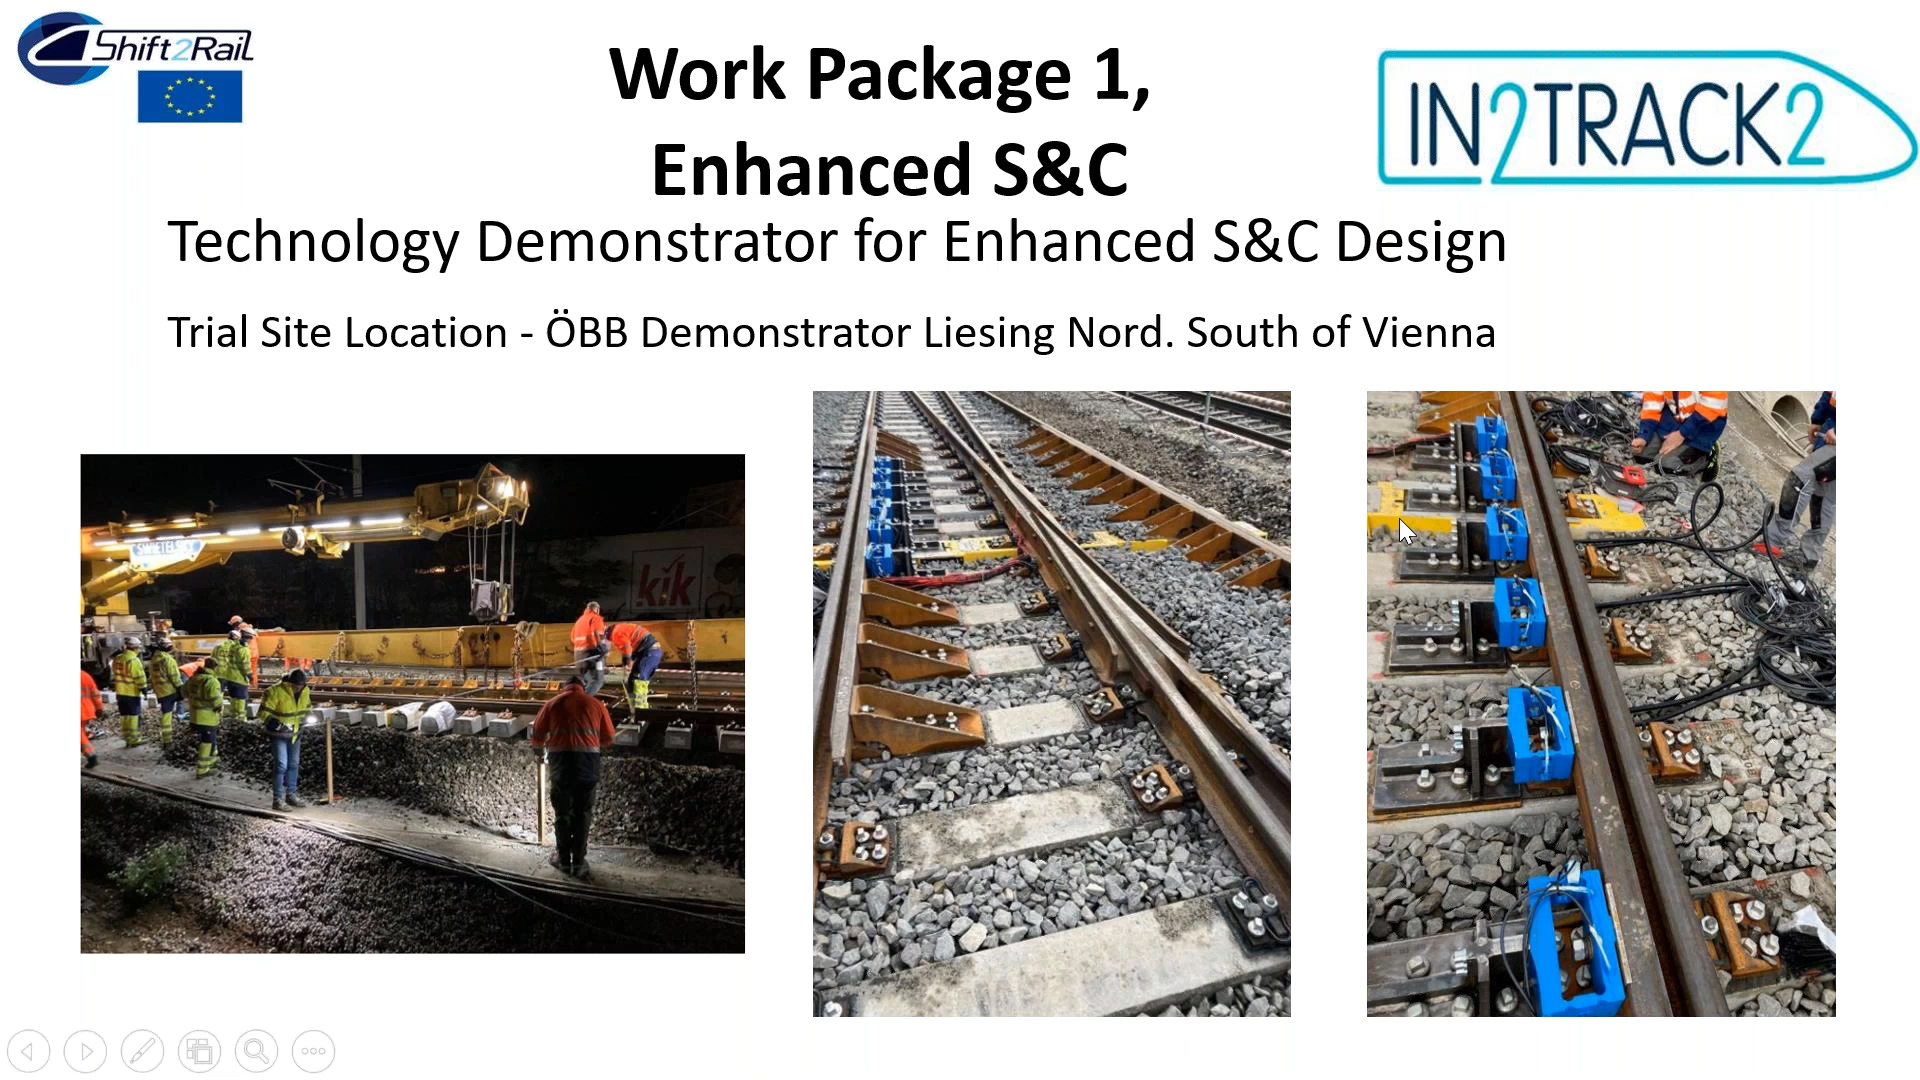 Shift2Rail
Work Package 1,
Enhanced S&C
IN2TRACK2
Technology Demonstrator for Enhanced S&C Design
Trial Site Location - ÖBB Demonstrator Liesing Nord. South of Vienna
SWIETELSKY
kik